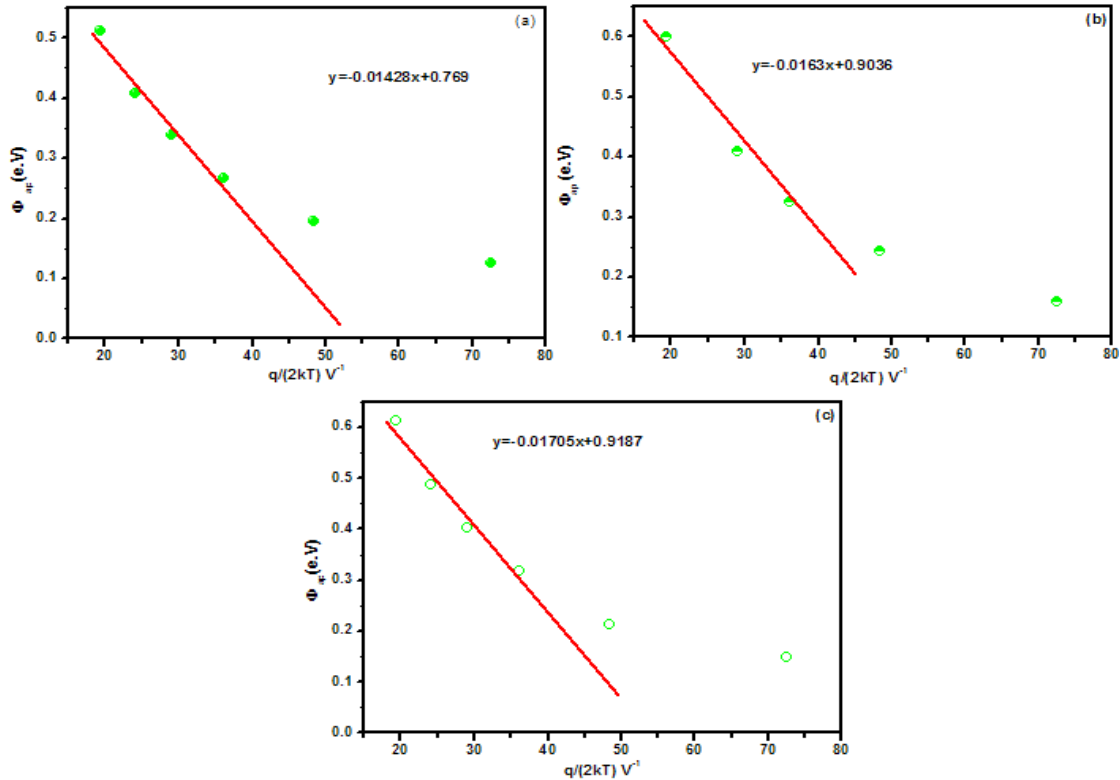 (a)
y=-0.01428x+0.769
Φ ap (e.V)
0.5
0.4
0.3
0.2
0.1
0.0
20 30 40 50 60 70 80
q/(2kT) V⁻¹
(b)
y=-0.0163x+0.9036
Φap (e.V)
0.6
0.5
0.4
0.3
0.2
0.1
20 30 40 50 60 70 80
q/(2kT) V⁻¹
(c)
y=-0.01705x+0.9187
Φ ap (e.V)
0.6
0.5
0.4
0.3
0.2
0.1
0.0
20 30 40 50 60 70 80
q/(2kT) V⁻¹